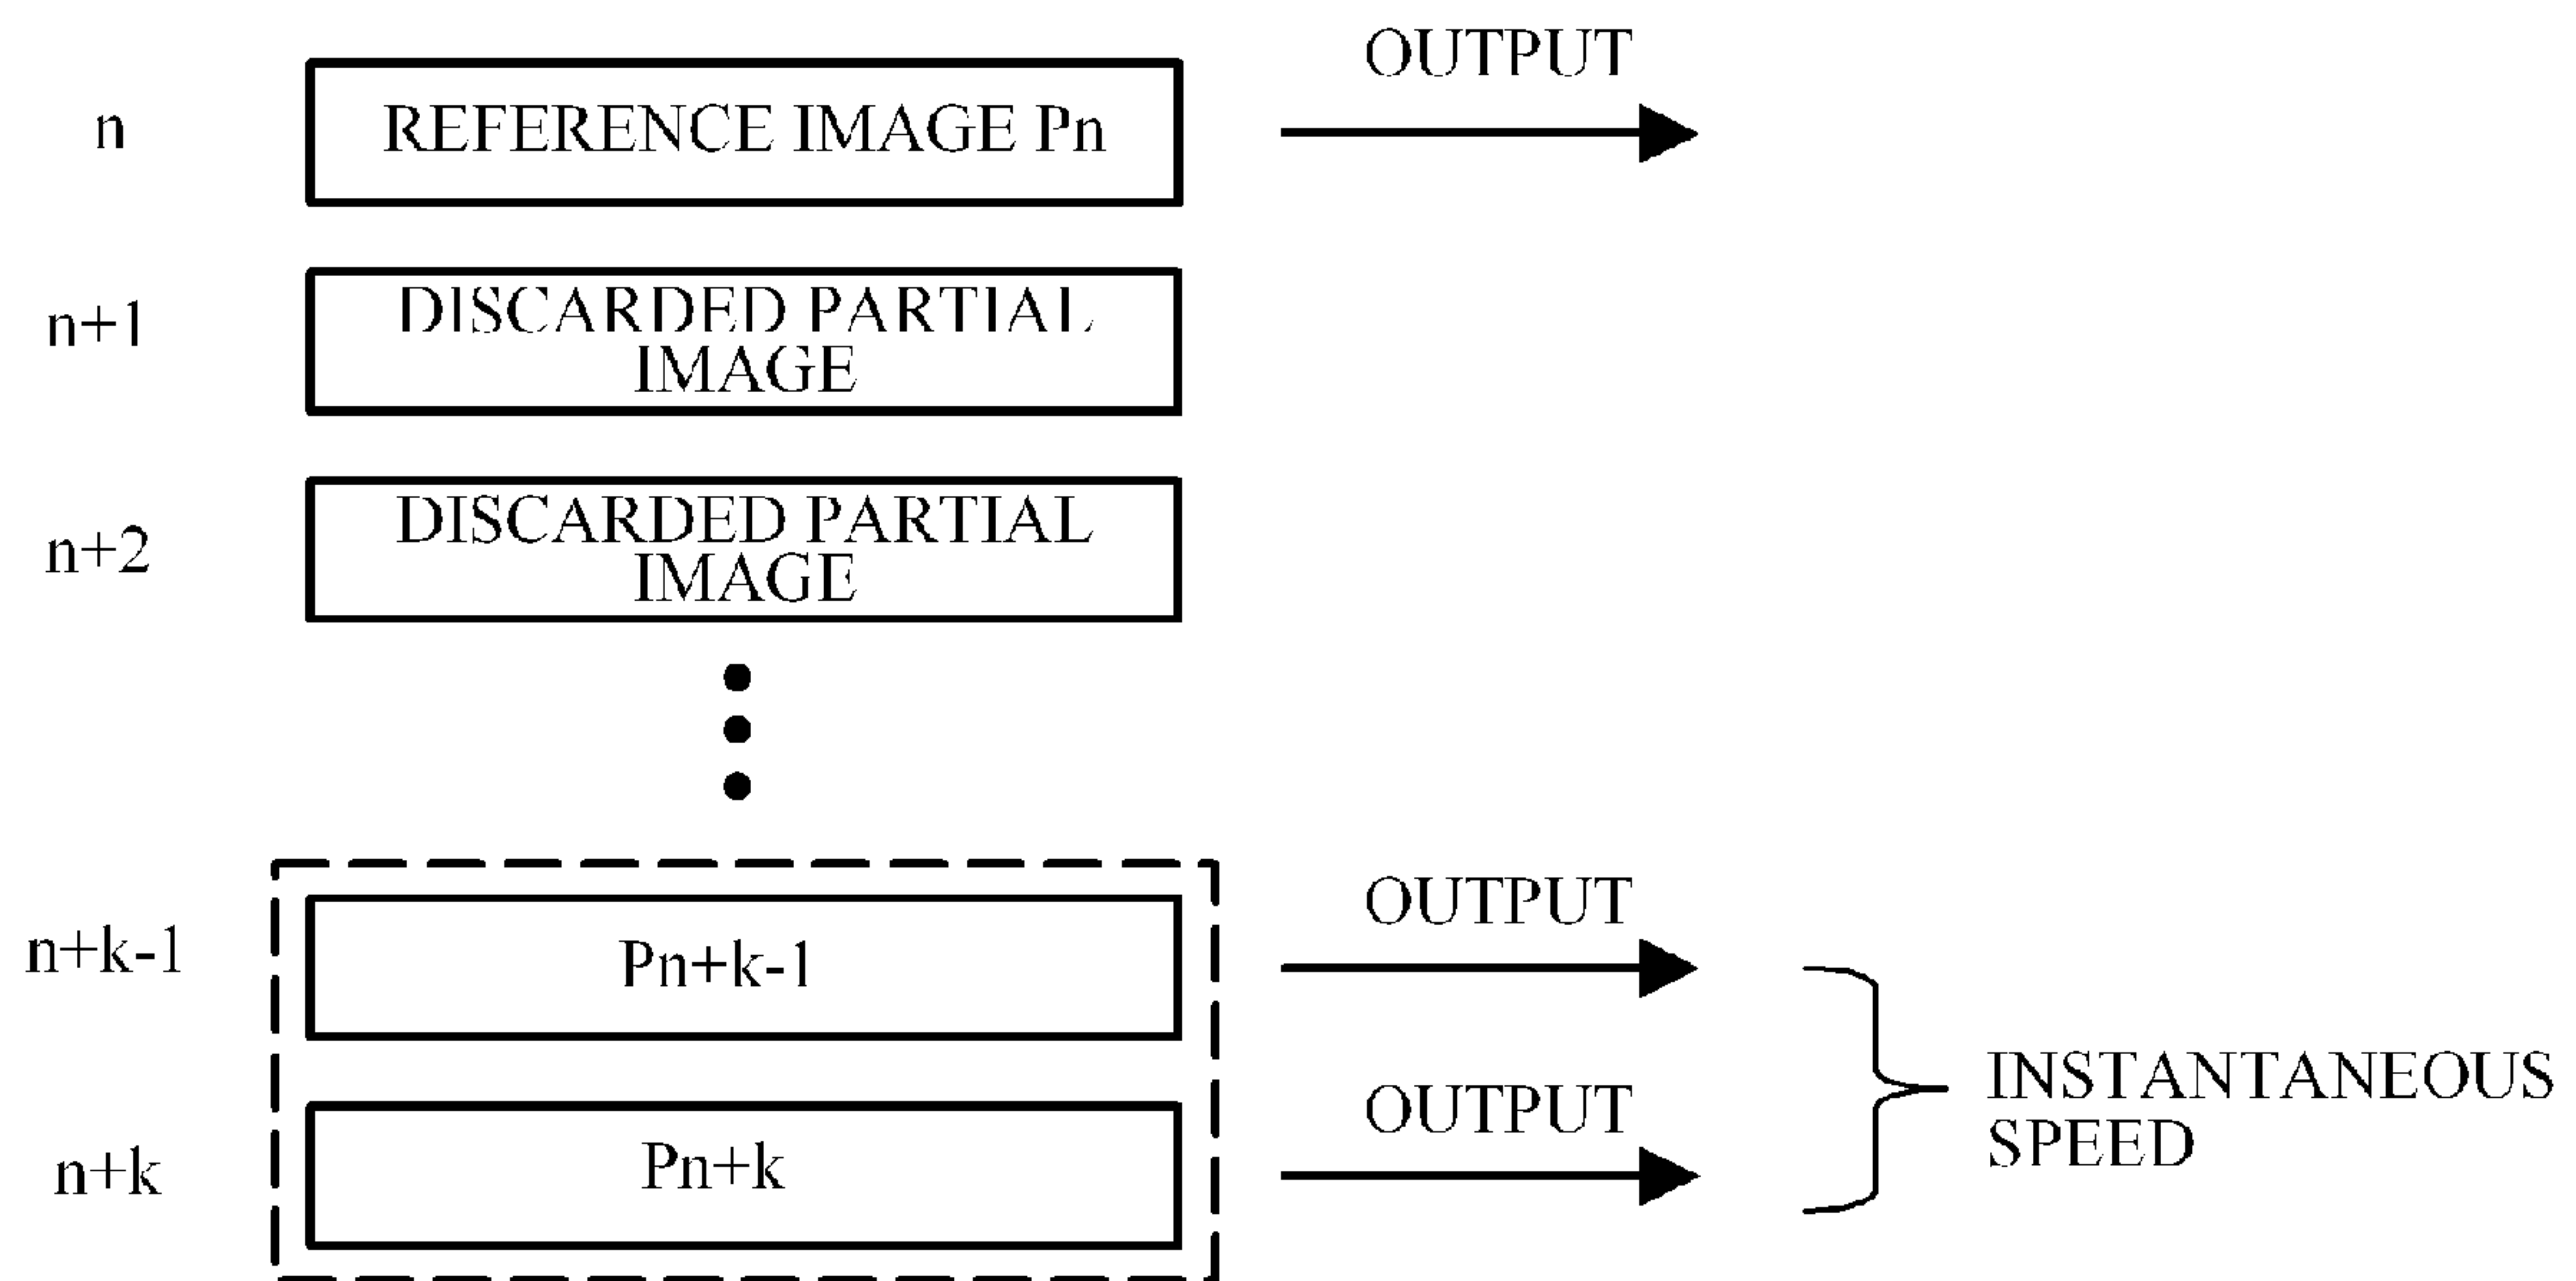 OUTPUT
n
REFERENCE IMAGE Pn
n+1
DISCARDED PARTIAL
IMAGE
n+2
DISCARDED PARTIAL
IMAGE
n+k-1
Pn+k-1
OUTPUT
n+k
Pn+k
OUTPUT
INSTANTANEOUS
SPEED